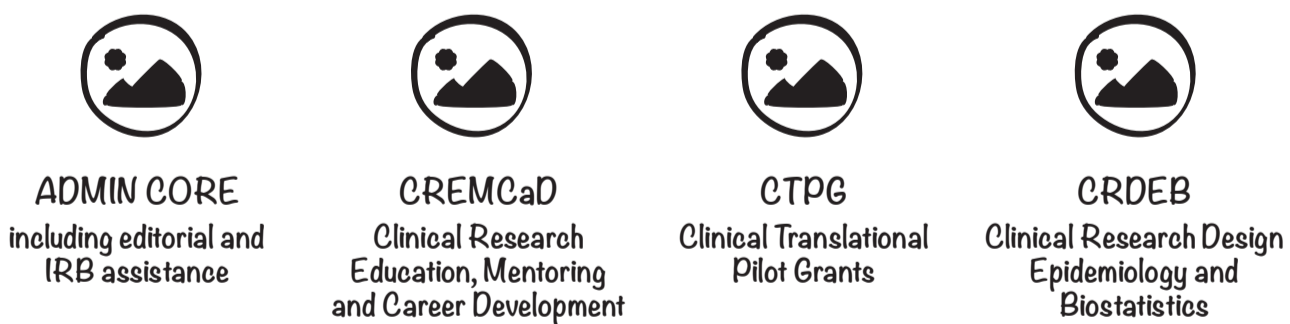 ADMIN CORE
including editorial and
IRB assistance
CREMCaD
Clinical Research
Education, Mentoring
and Career Development
CTPG
Clinical Translational
Pilot Grants
CRDEB
Clinical Research Design
Epidemiology and
Biostatistics